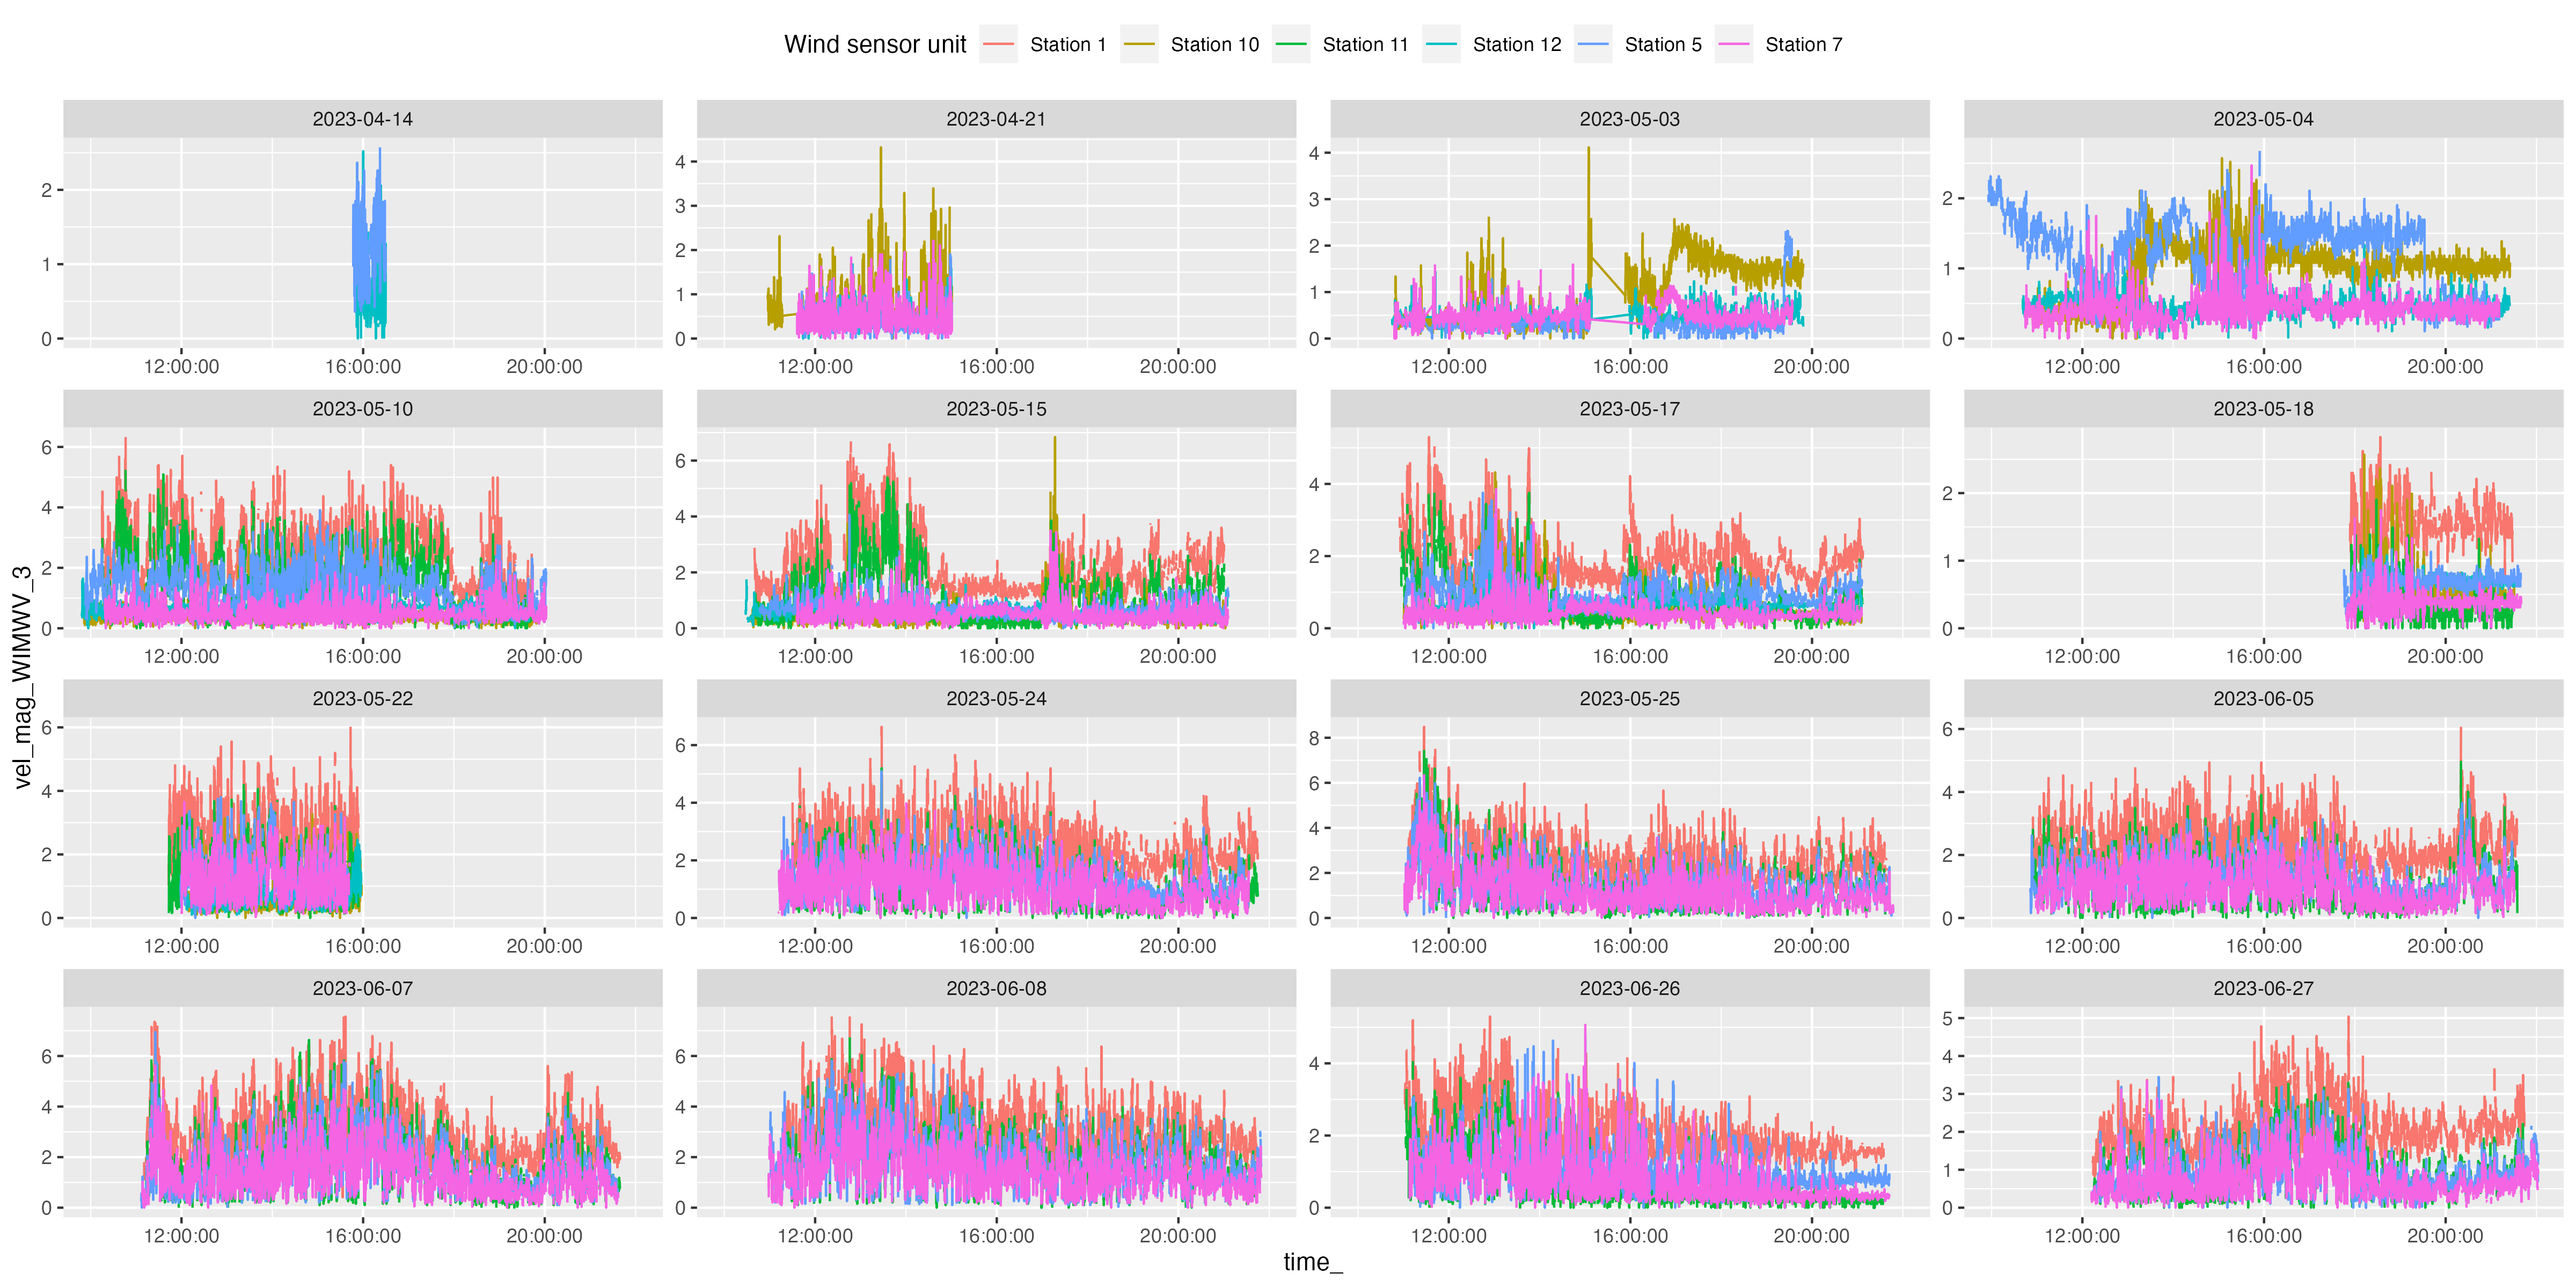 Wind sensor unit Station 1 Station 10 Station 11 Station 12 Station 5 Station 7
2023-04-14 2023-04-21 2023-05-03 2023-05-04
2 1 0
4 3 2 1 0
4 3 2 1 0
2 1 0
12:00:00 16:00:00 20:00:00 12:00:00 16:00:00 20:00:00 12:00:00 16:00:00 20:00:00 12:00:00 16:00:00 20:00:00
2023-05-10 2023-05-15 2023-05-17 2023-05-18
6 4 2 0
6 4 2 0
4 2 0
2 1 0
12:00:00 16:00:00 20:00:00 12:00:00 16:00:00 20:00:00 12:00:00 16:00:00 20:00:00 12:00:00 16:00:00 20:00:00
vel_mag_WIMWV_3
2023-05-22 2023-05-24 2023-05-25 2023-06-05
6 4 2 0
6 4 2 0
8 6 4 2 0
6 4 2 0
12:00:00 16:00:00 20:00:00 12:00:00 16:00:00 20:00:00 12:00:00 16:00:00 20:00:00 12:00:00 16:00:00 20:00:00
2023-06-07 2023-06-08 2023-06-26 2023-06-27
6 4 2 0
6 4 2 0
4 2 0
5 4 3 2 1 0
12:00:00 16:00:00 20:00:00 12:00:00 16:00:00 20:00:00 12:00:00 16:00:00 20:00:00 12:00:00 16:00:00 20:00:00
time_